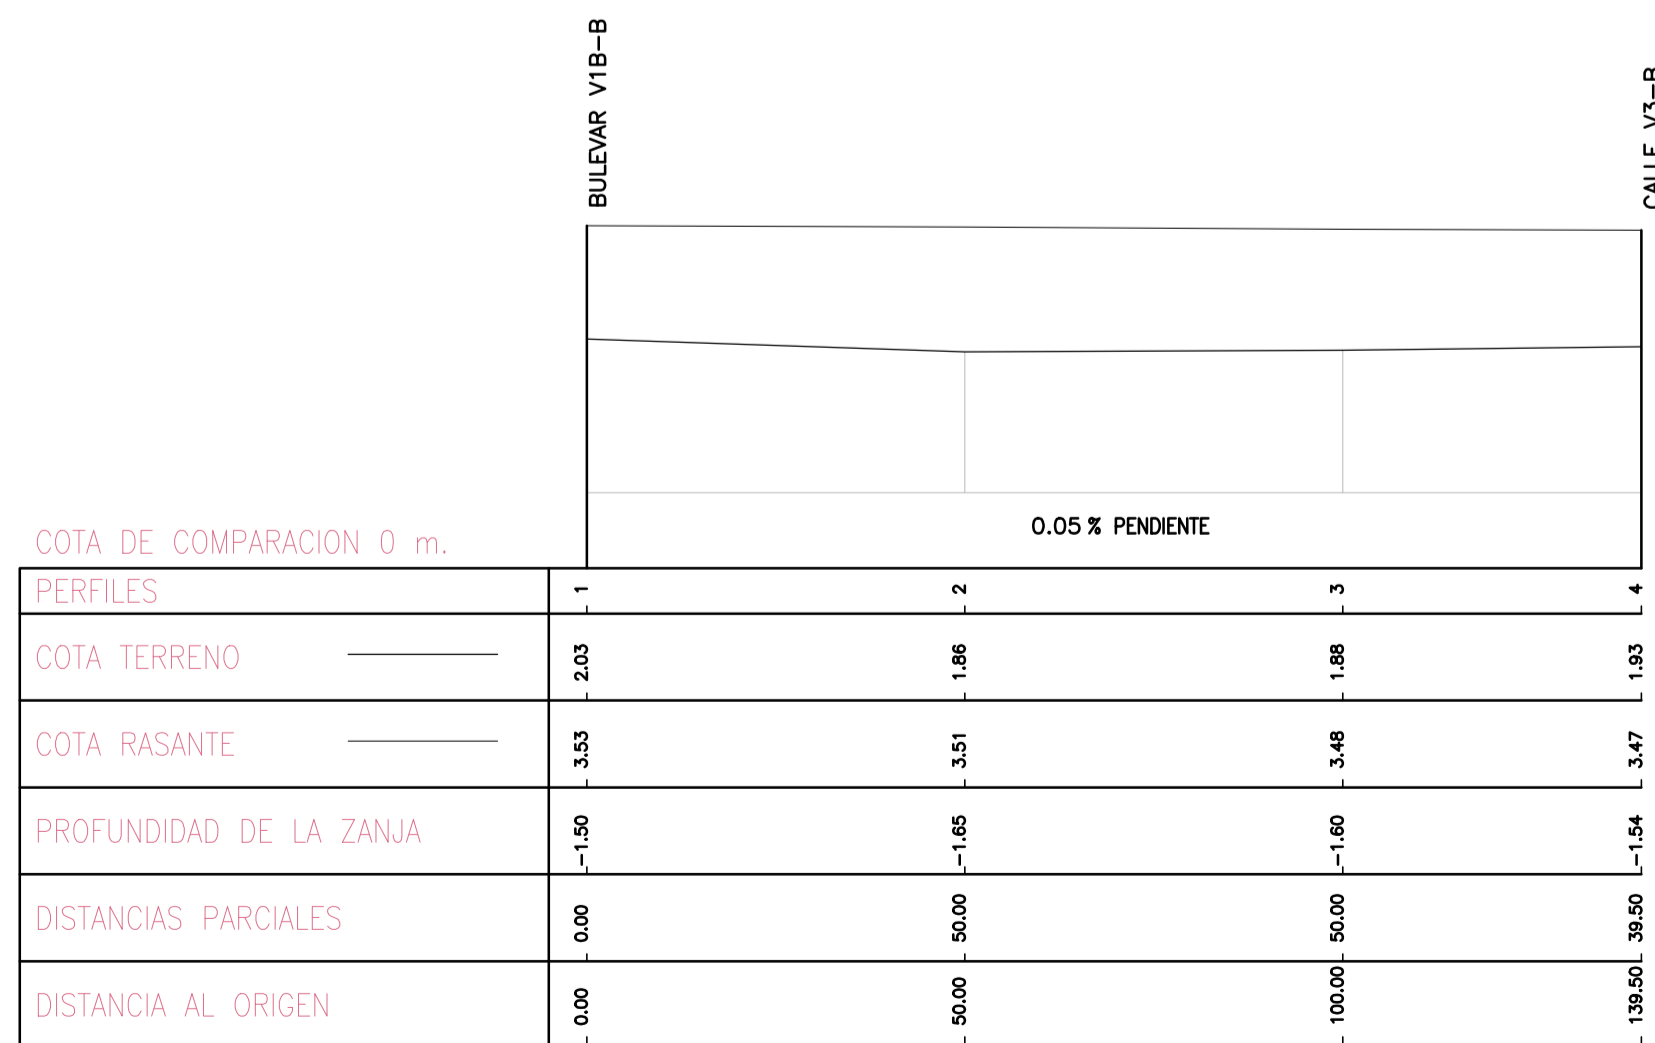 BULEVAR V1B-B
CALLE V3-B
0.05 % PENDIENTE
COTA DE COMPARACION 0 m.
PERFILES 1 2 3 4
COTA TERRENO 2.03 1.86 1.88 1.93
COTA RASANTE 3.53 3.51 3.48 3.47
PROFUNDIDAD DE LA ZANJA -1.50 -1.65 -1.60 -1.54
DISTANCIAS PARCIALES 0.00 50.00 50.00 39.50
DISTANCIA AL ORIGEN 0.00 50.00 100.00 139.50